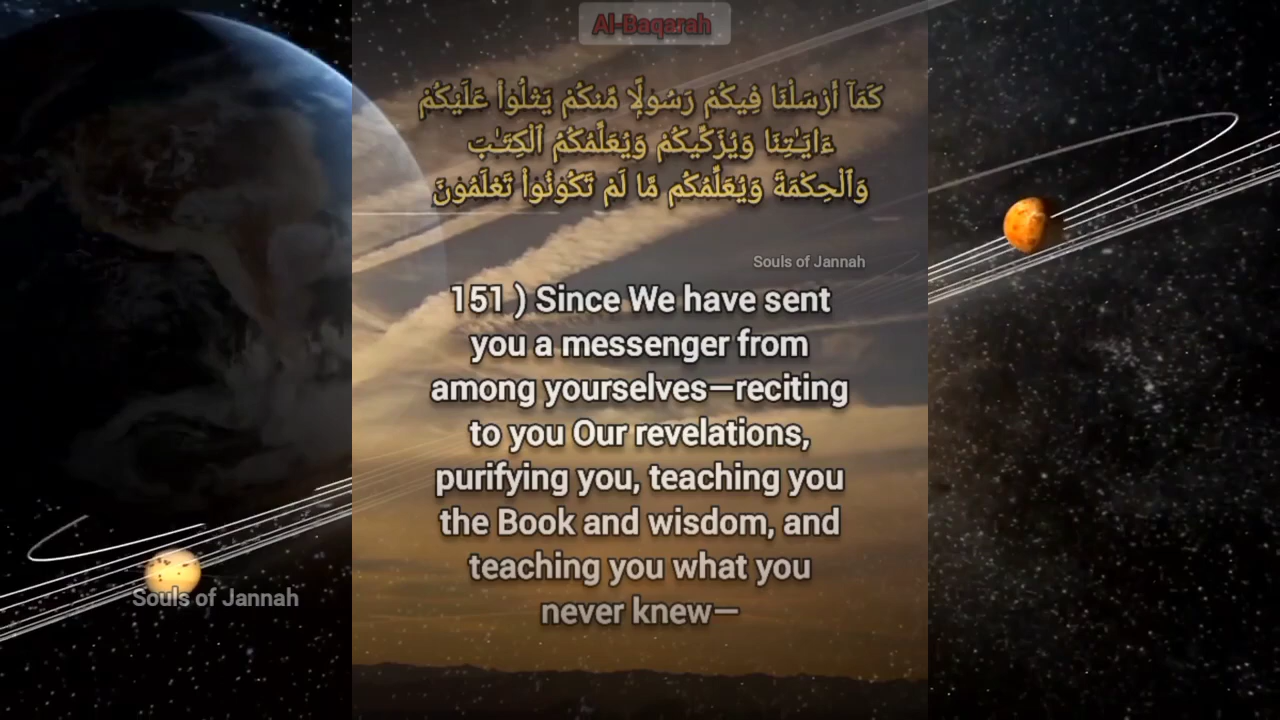 Al-Baqarah
كَمَآ أَرْسَلْنَا فِيكُمْ رَسُولًۭا مِّنكُمْ يَتْلُوا۟ عَلَيْكُمْ
ءَايَـٰتِنَا وَيُزَكِّيكُمْ وَيُعَلِّمُكُمُ ٱلْكِتَـٰبَ
وَٱلْحِكْمَةَ وَيُعَلِّمُكُم مَّا لَمْ تَكُونُوا۟ تَعْلَمُونَ
Souls of Jannah
151 ) Since We have sent
you a messenger from
among yourselves—reciting
to you Our revelations,
purifying you, teaching you
the Book and wisdom, and
teaching you what you
never knew—
Souls of Jannah